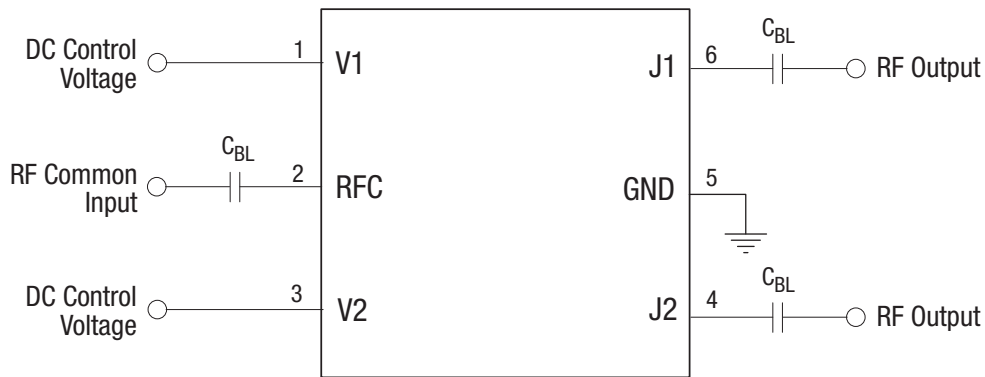 DC Control
Voltage
1
V1
J1
6
C_BL
RF Output
RF Common
Input
C_BL
2
RFC
GND
5
DC Control
Voltage
3
V2
J2
4
C_BL
RF Output